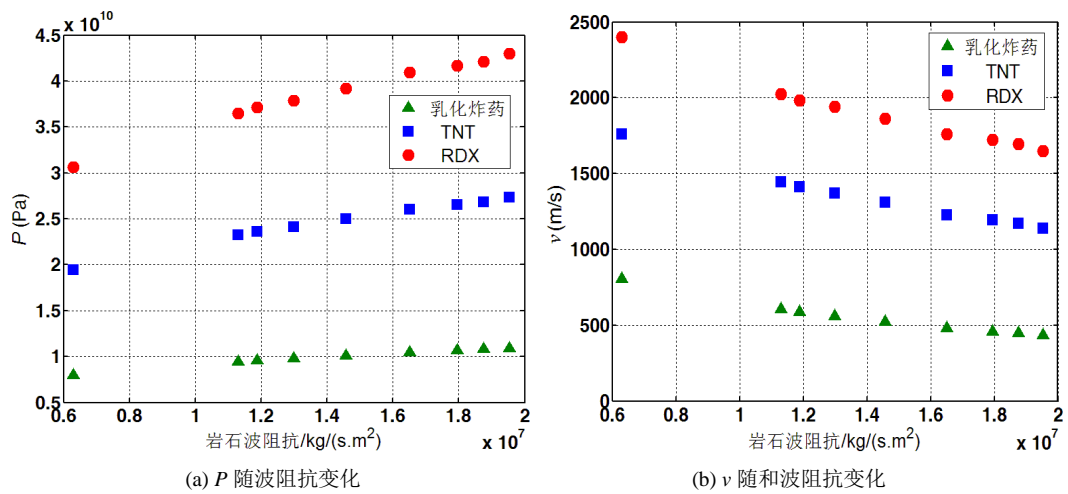 x 10^10
4.5
4
3.5
3
2.5
2
1.5
1
0.5
P (Pa)
乳化炸药
TNT
RDX
0.6 0.8 1 1.2 1.4 1.6 1.8 2
岩石波阻抗/kg/(s.m²)
x 10^7
(a) P 随波阻抗变化
2500
2000
1500
1000
500
0
v (m/s)
乳化炸药
TNT
RDX
0.6 0.8 1 1.2 1.4 1.6 1.8 2
岩石波阻抗/kg/(s.m²)
x 10^7
(b) v 随和波阻抗变化